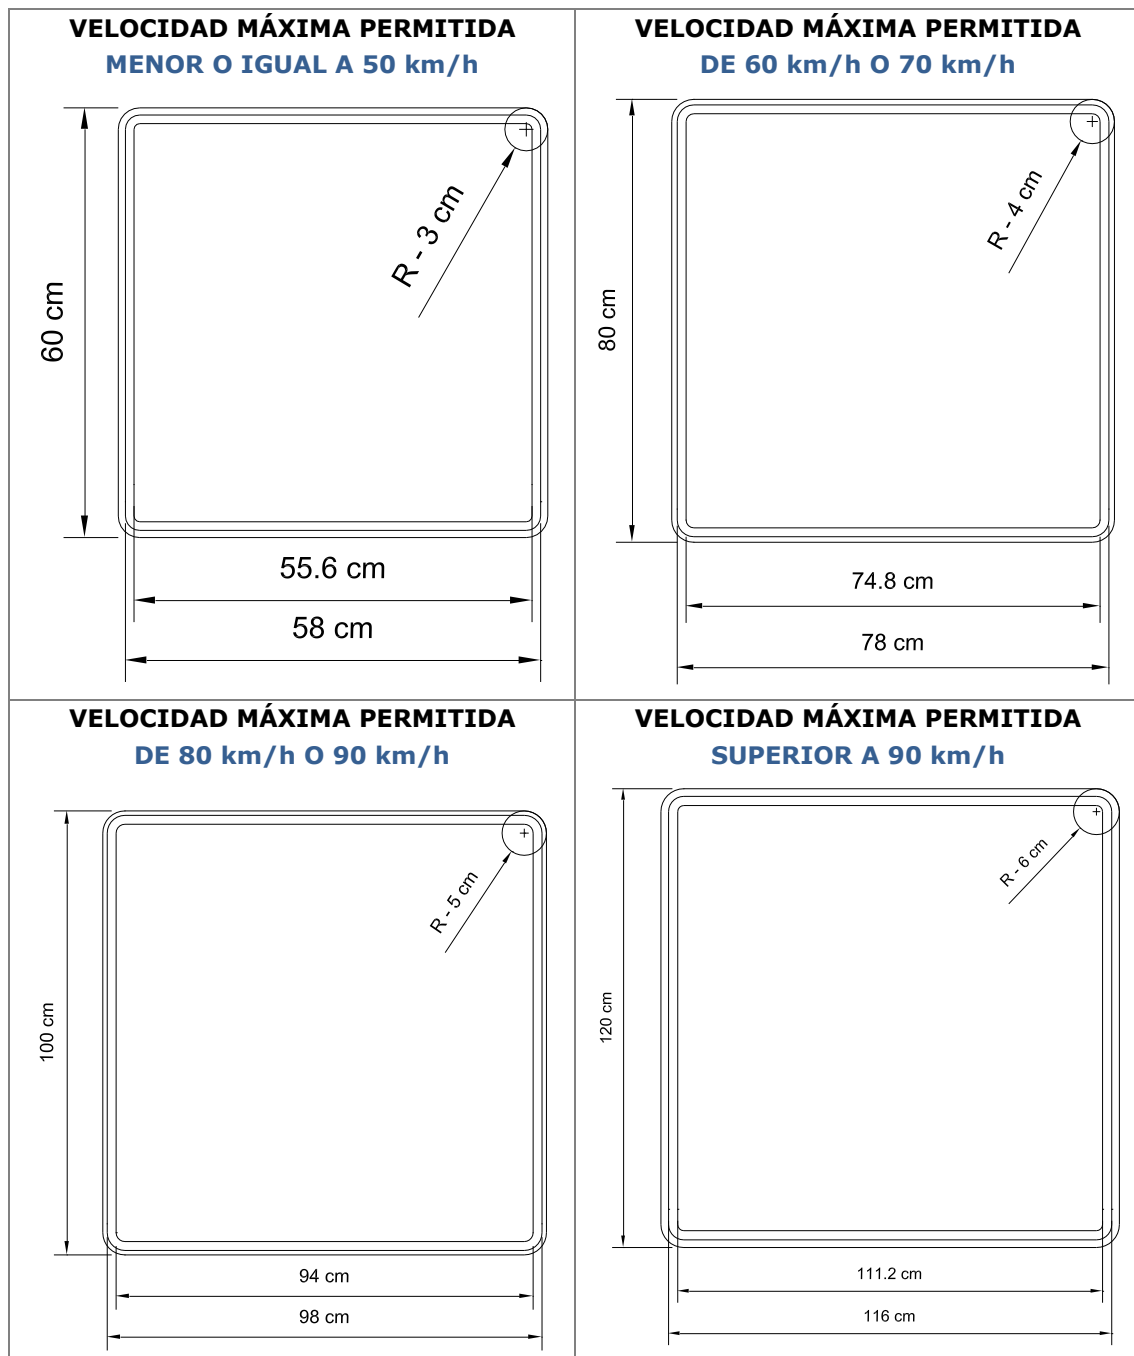 VELOCIDAD MÁXIMA PERMITIDA
MENOR O IGUAL A 50 km/h
R - 3 cm
60 cm
55.6 cm
58 cm
VELOCIDAD MÁXIMA PERMITIDA
DE 60 km/h O 70 km/h
R - 4 cm
80 cm
74.8 cm
78 cm
VELOCIDAD MÁXIMA PERMITIDA
DE 80 km/h O 90 km/h
R - 5 cm
100 cm
94 cm
98 cm
VELOCIDAD MÁXIMA PERMITIDA
SUPERIOR A 90 km/h
R - 6 cm
120 cm
111.2 cm
116 cm